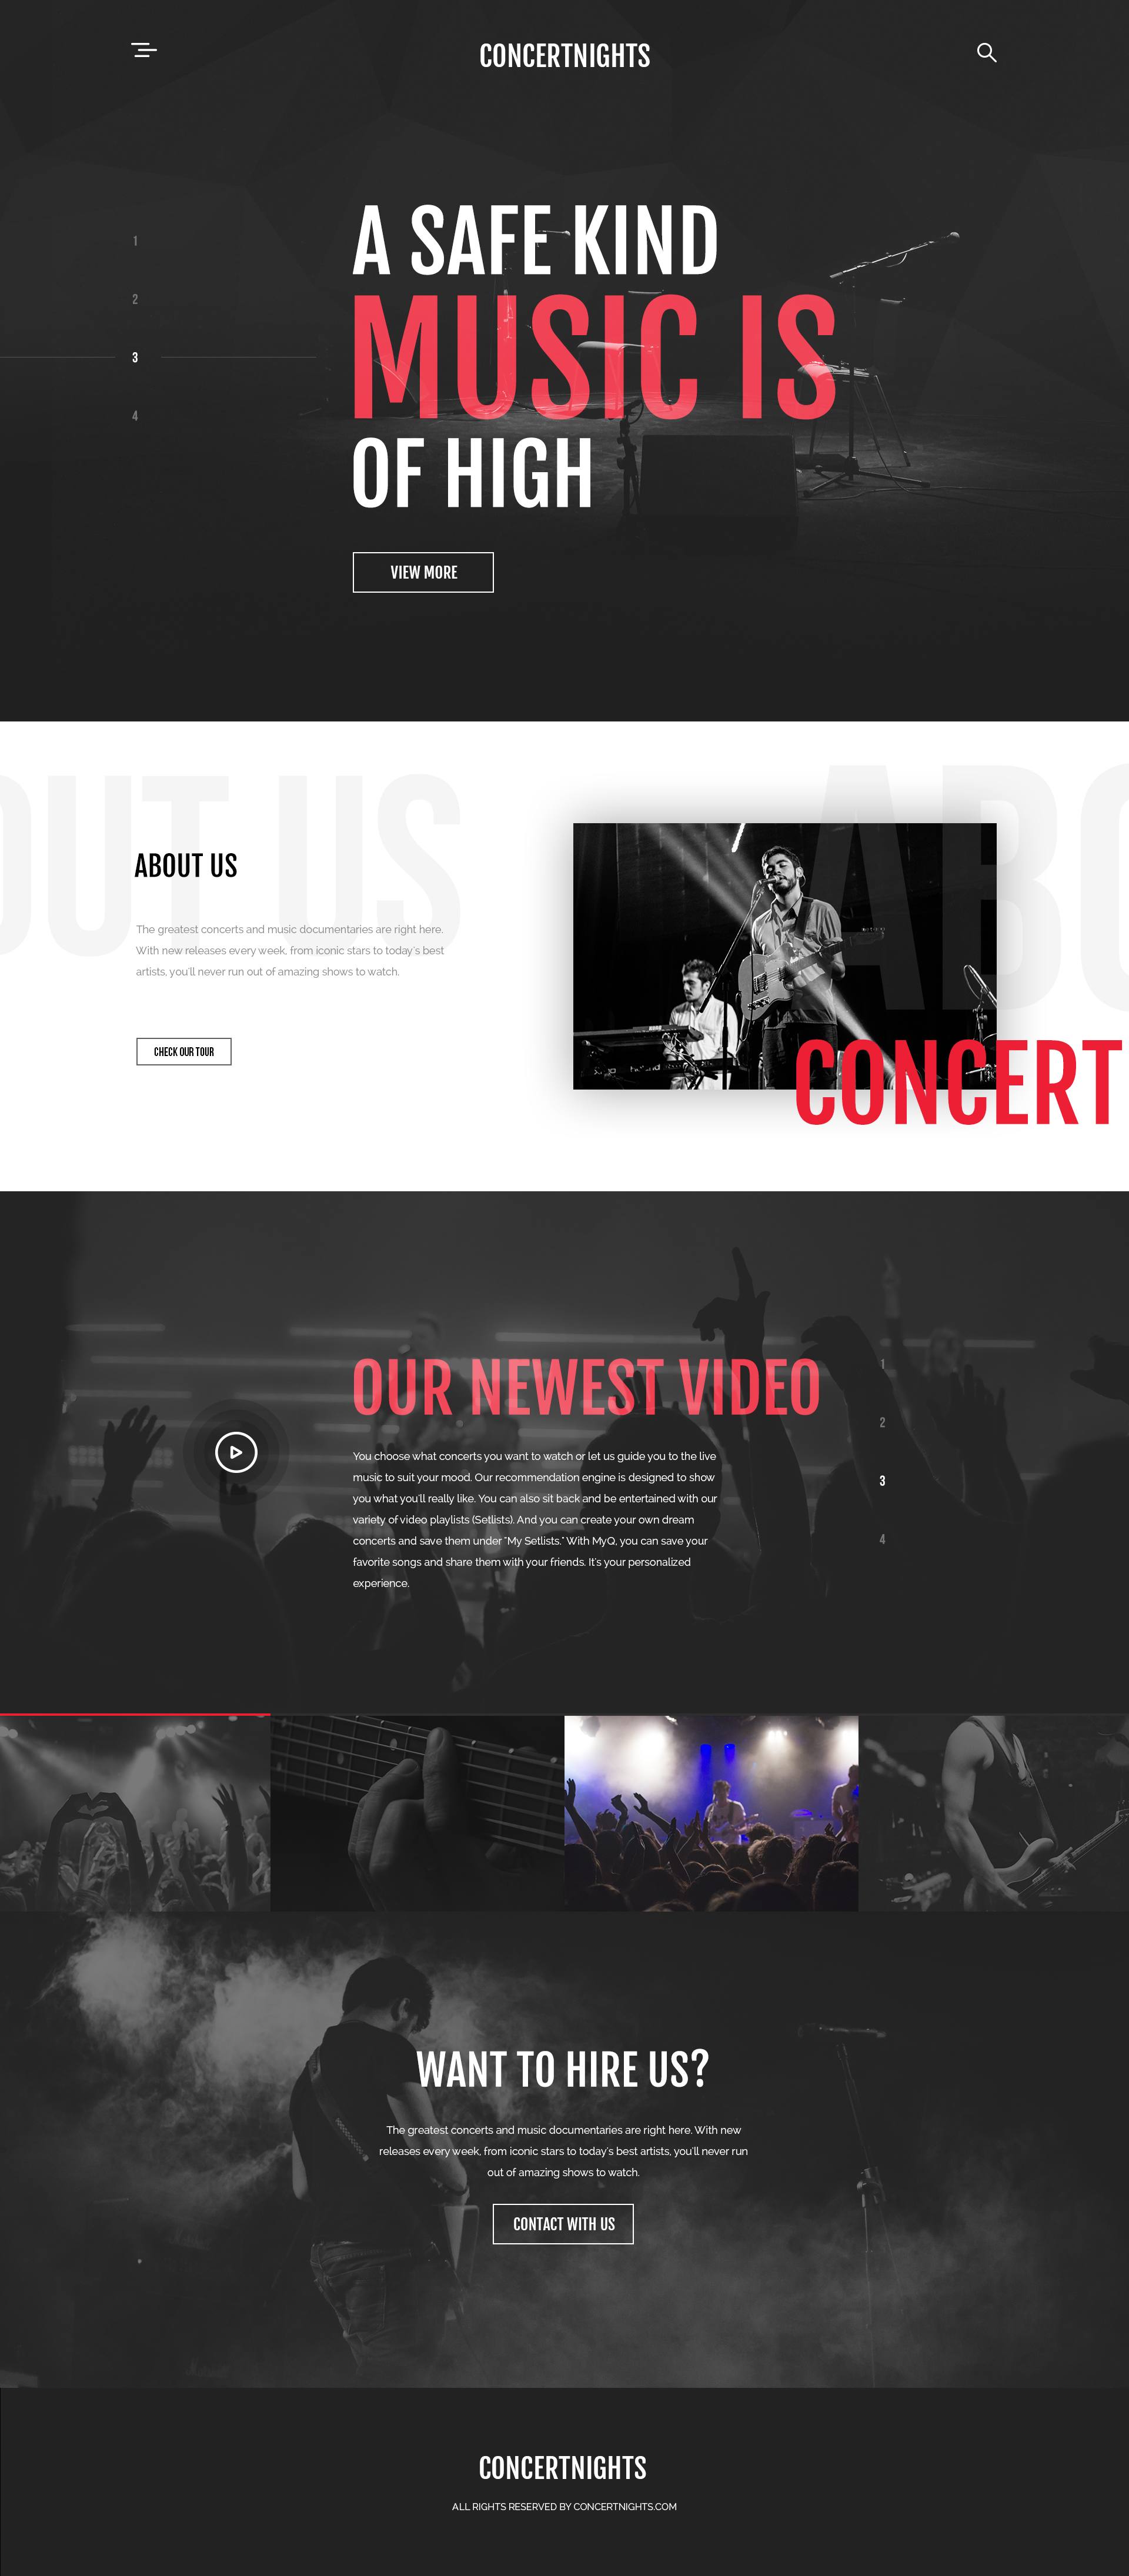 CONCERTNIGHTS
1
2
3
4
A SAFE KIND
MUSIC IS
OF HIGH
VIEW MORE
OUT US
ABO
ABOUT US
The greatest concerts and music documentaries are right here.
With new releases every week, from iconic stars to today's best
artists, you'll never run out of amazing shows to watch.
CHECK OUR TOUR
CONCERT
OUR NEWEST VIDEO
You choose what concerts you want to watch or let us guide you to the live
music to suit your mood. Our recommendation engine is designed to show
you what you'll really like. You can also sit back and be entertained with our
variety of video playlists (Setlists). And you can create your own dream
concerts and save them under "My Setlists." With MyQ, you can save your
favorite songs and share them with your friends. It's your personalized
experience.
1
2
3
4
WANT TO HIRE US?
The greatest concerts and music documentaries are right here. With new
releases every week, from iconic stars to today's best artists, you'll never run
out of amazing shows to watch.
CONTACT WITH US
CONCERTNIGHTS
ALL RIGHTS RESERVED BY CONCERTNIGHTS.COM